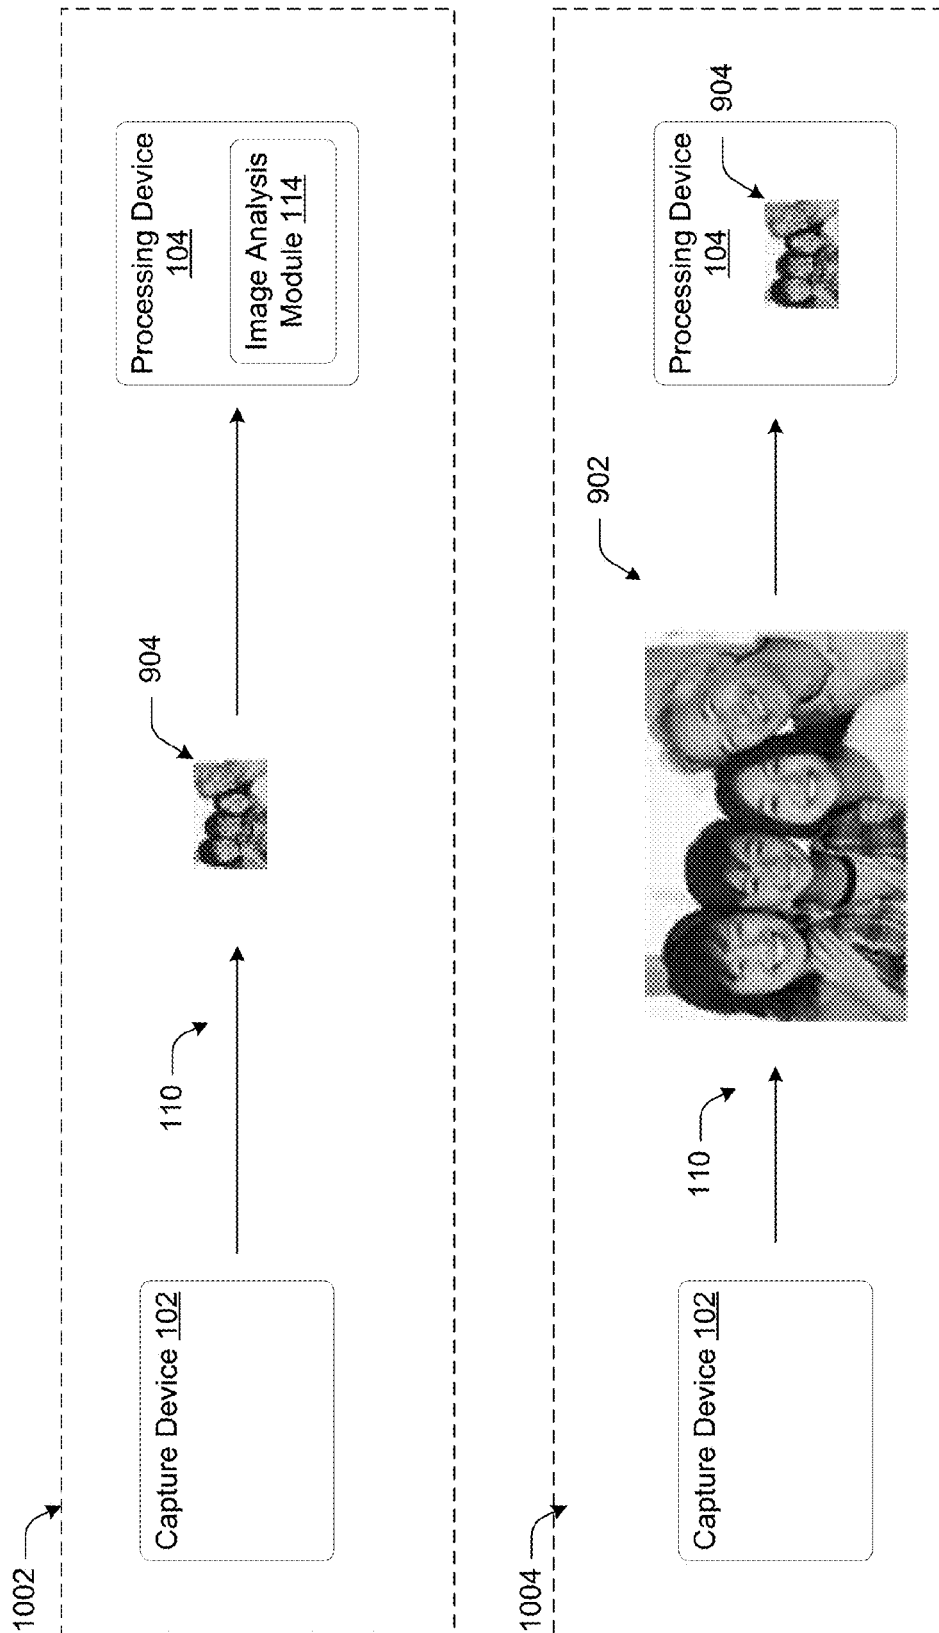 1002
Capture Device 102
110
904
Processing Device
104
Image Analysis
Module 114
1004
Capture Device 102
110
902
Processing Device
104
904